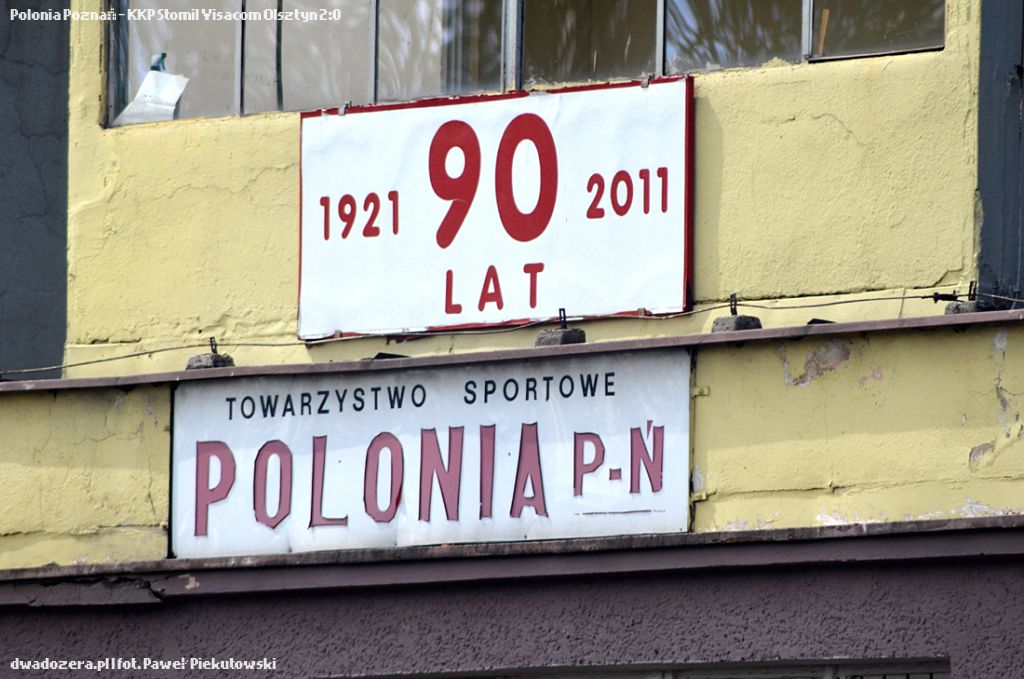 Polonia Poznań - KKP Stomil Visacom Olsztyn 2:0
1921 90 2011
LAT
TOWARZYSTWO SPORTOWE
POLONIA P-Ń
dwadozera.pl | fot. Paweł Piekutowski